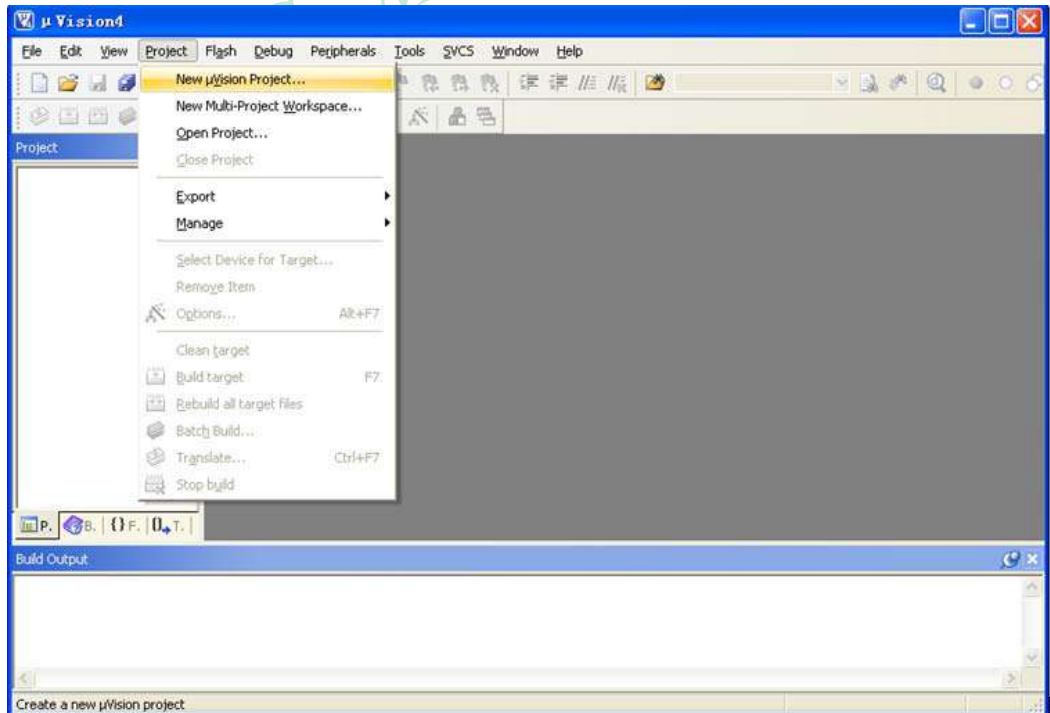 μVision4
File Edit View Project Flash Debug Peripherals Tools SVCS Window Help
New μVision Project...
New Multi-Project Workspace...
Open Project...
Close Project
Export
Manage
Select Device for Target...
Remove Item
Options... Alt+F7
Clean target
Build target F7
Rebuild all target files
Batch Build...
Translate... Ctrl+F7
Stop build
Project
P. B. {} F. 0 T.
Build Output
Create a new μVision project